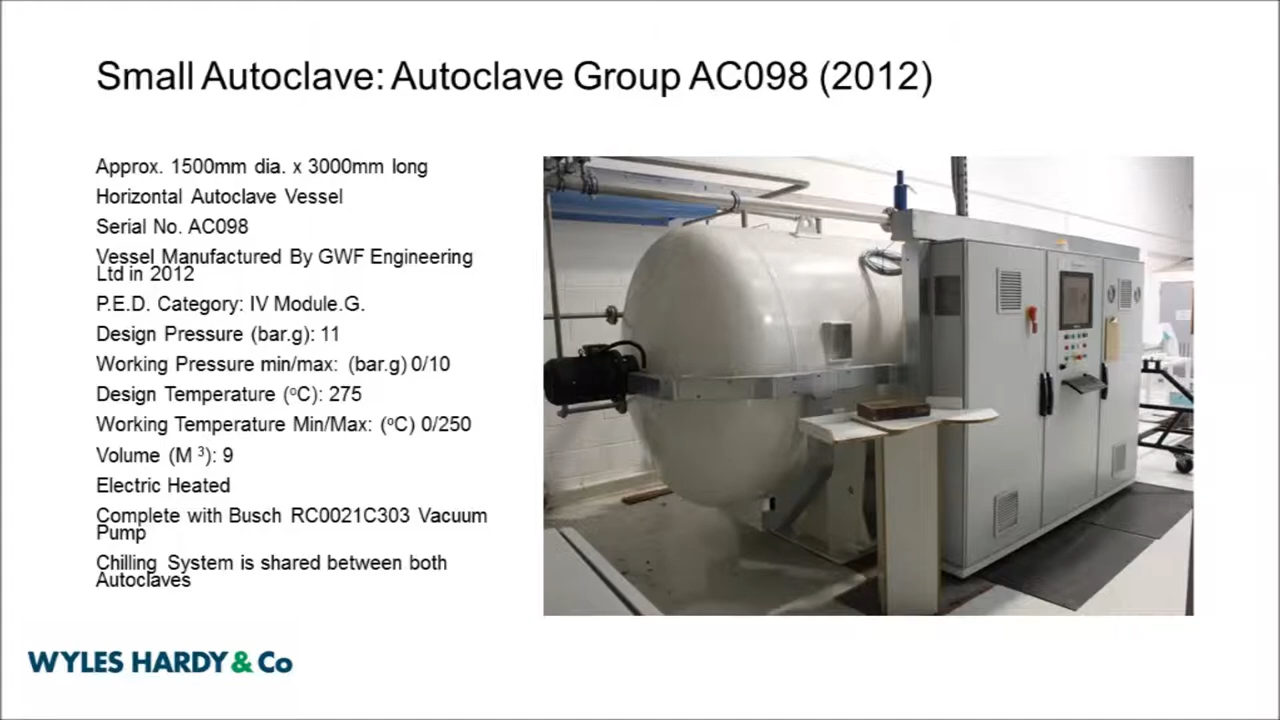 Small Autoclave: Autoclave Group AC098 (2012)
Approx. 1500mm dia. x 3000mm long
Horizontal Autoclave Vessel
Serial No. AC098
Vessel Manufactured By GWF Engineering
Ltd in 2012
P.E.D. Category: IV Module.G.
Design Pressure (bar.g): 11
Working Pressure min/max: (bar.g) 0/10
Design Temperature (ºC): 275
Working Temperature Min/Max: (ºC) 0/250
Volume (M ³): 9
Electric Heated
Complete with Busch RC0021C303 Vacuum
Pump
Chilling System is shared between both
Autoclaves
WYLES HARDY & Co